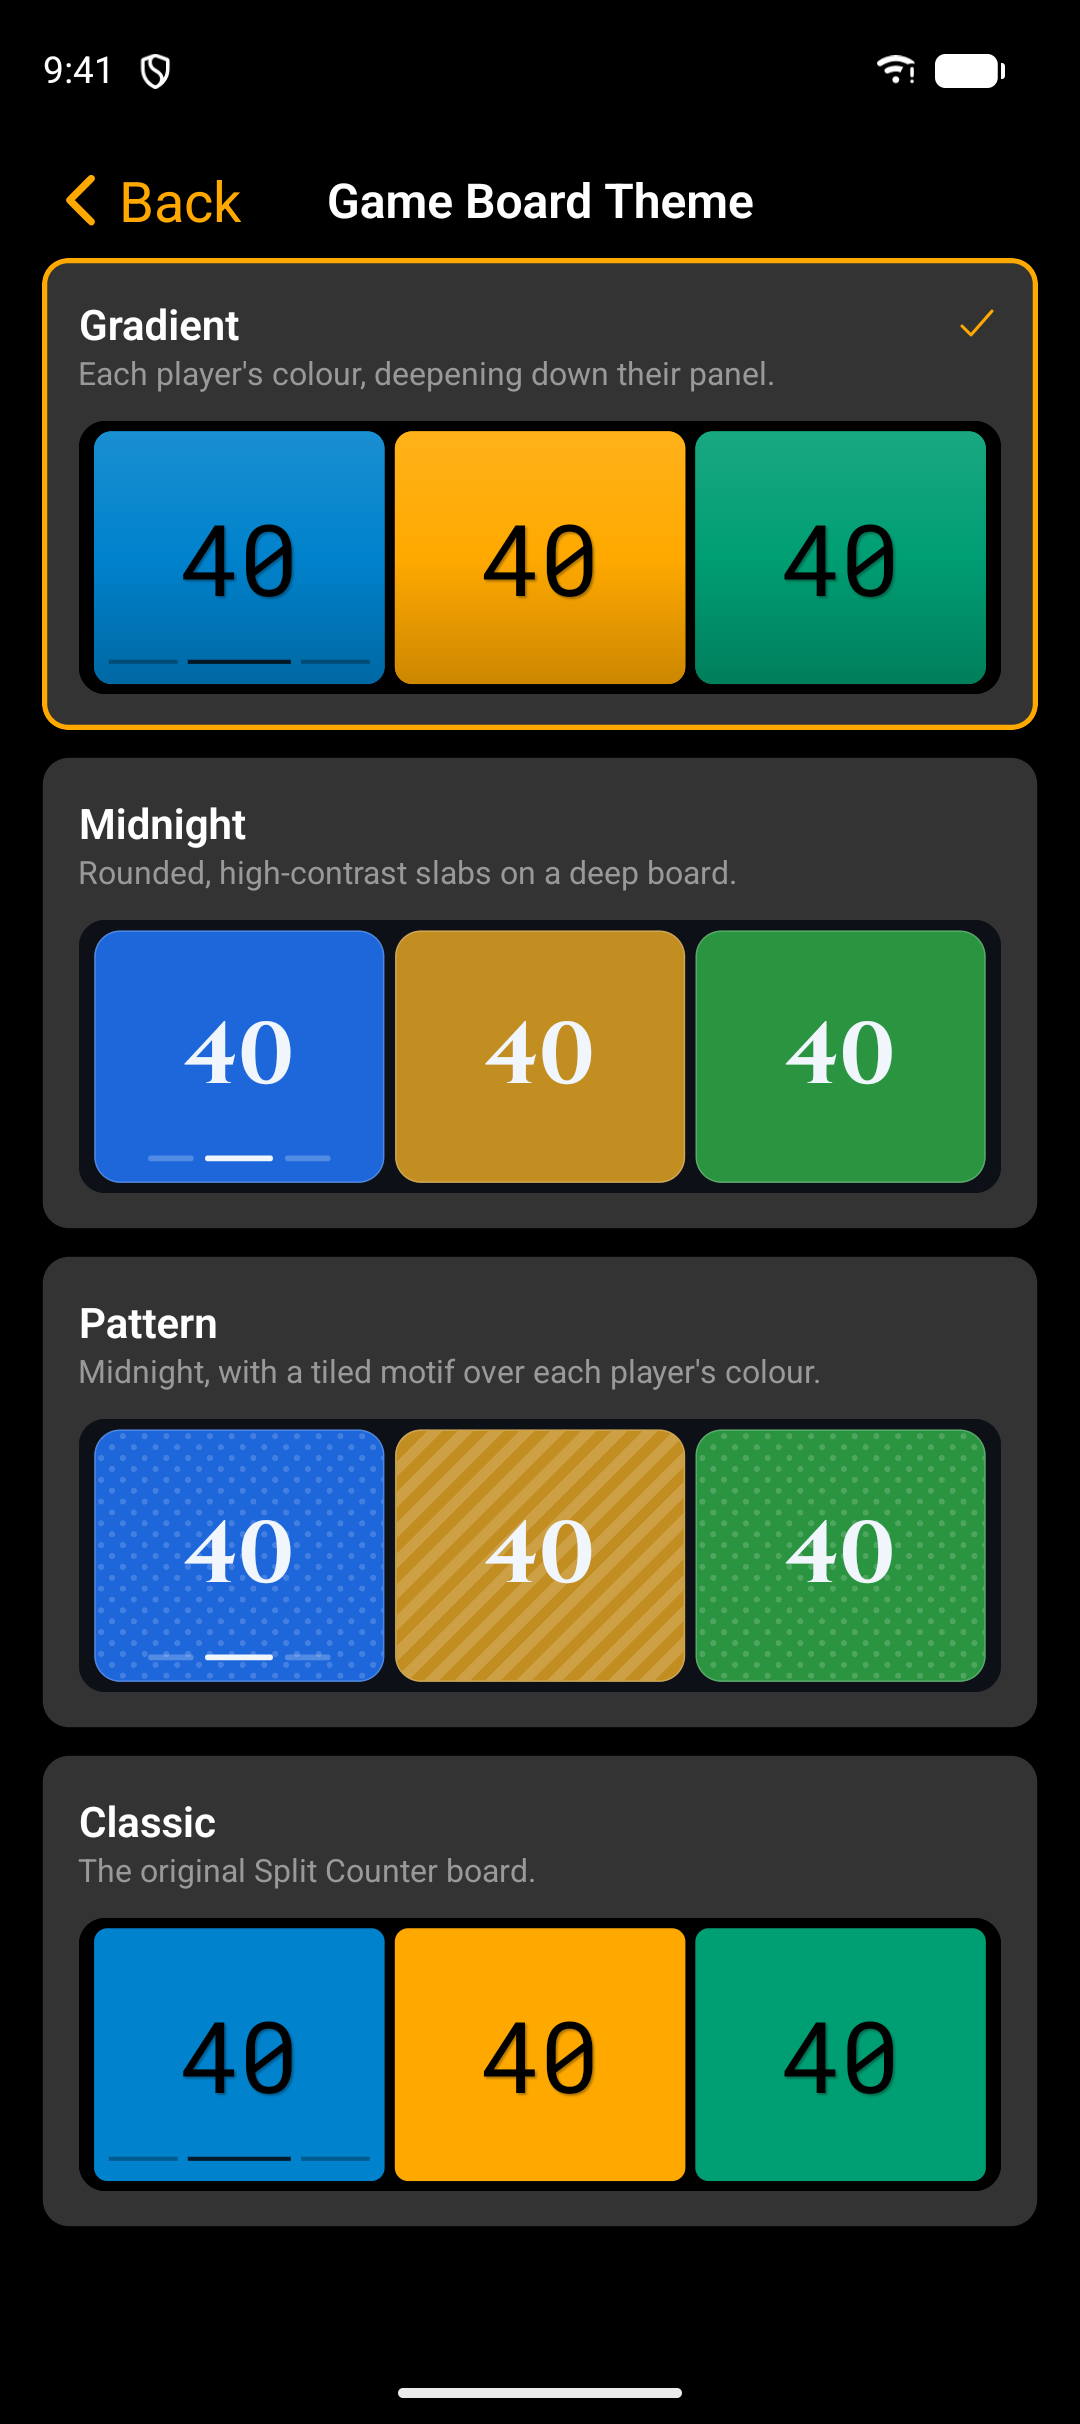 9:41
Back
Game Board Theme
Gradient
Each player's colour, deepening down their panel.
40 40 40
Midnight
Rounded, high-contrast slabs on a deep board.
40 40 40
Pattern
Midnight, with a tiled motif over each player's colour.
40 40 40
Classic
The original Split Counter board.
40 40 40